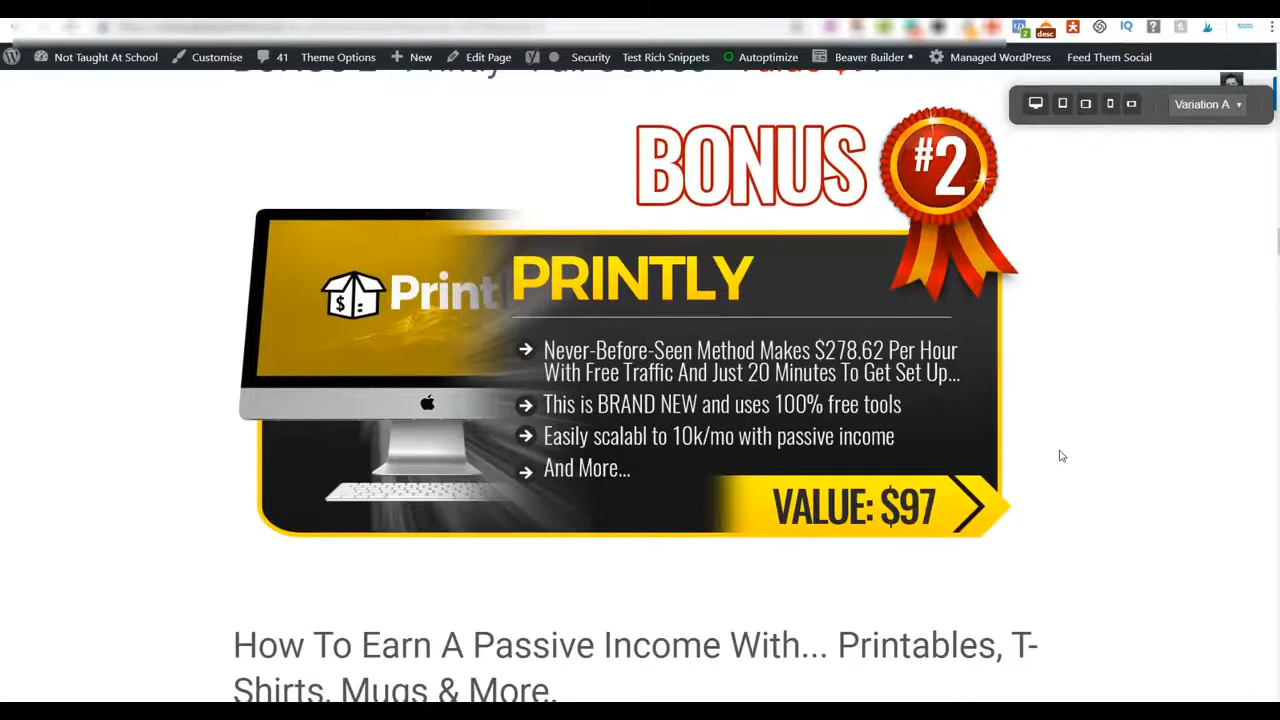 desc
Not Taught At School Customise 41 Theme Options New Edit Page Security Test Rich Snippets Autoptimize Beaver Builder Managed WordPress Feed Them Social
Variation A
BONUS #2
Print
PRINTLY
Never-Before-Seen Method Makes $278.62 Per Hour
With Free Traffic And Just 20 Minutes To Get Set Up...
This is BRAND NEW and uses 100% free tools
Easily scalabl to 10k/mo with passive income
And More...
VALUE: $97
How To Earn A Passive Income With... Printables, T-
Shirts, Mugs & More.